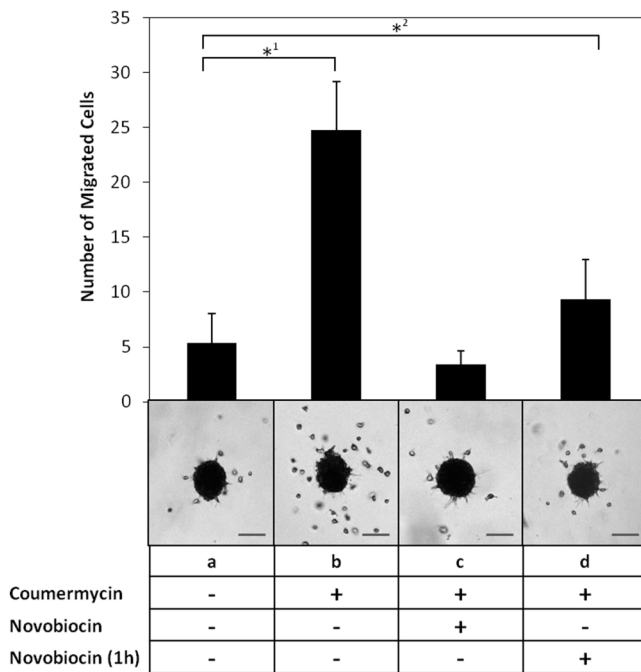 *2
35
*1
30
25
20
15
10
5
0
Number of Migrated Cells
a b c d
Coumermycin - + + +
Novobiocin - - + -
Novobiocin (1h) - - - +